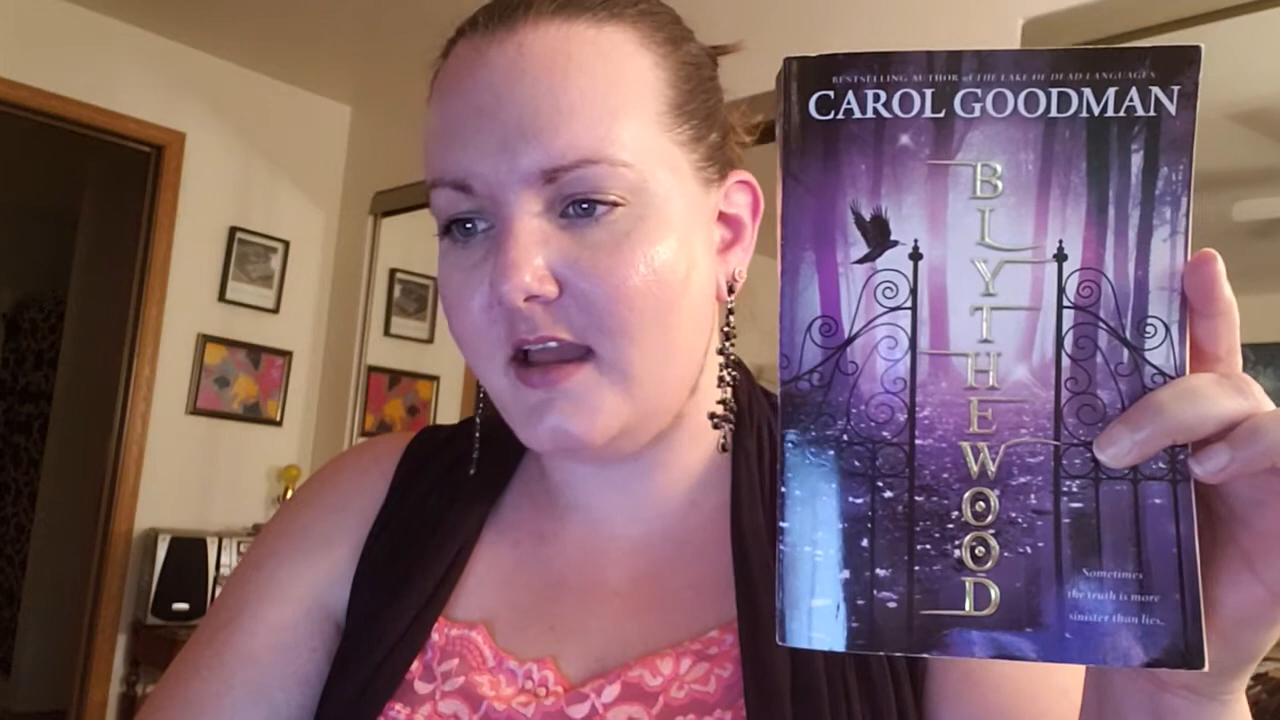 BESTSELLING AUTHOR of THE LAKE OF DEAD LANGUAGES
CAROL GOODMAN
BLYTHEWOOD
Sometimes
the truth is more
sinister than lies.